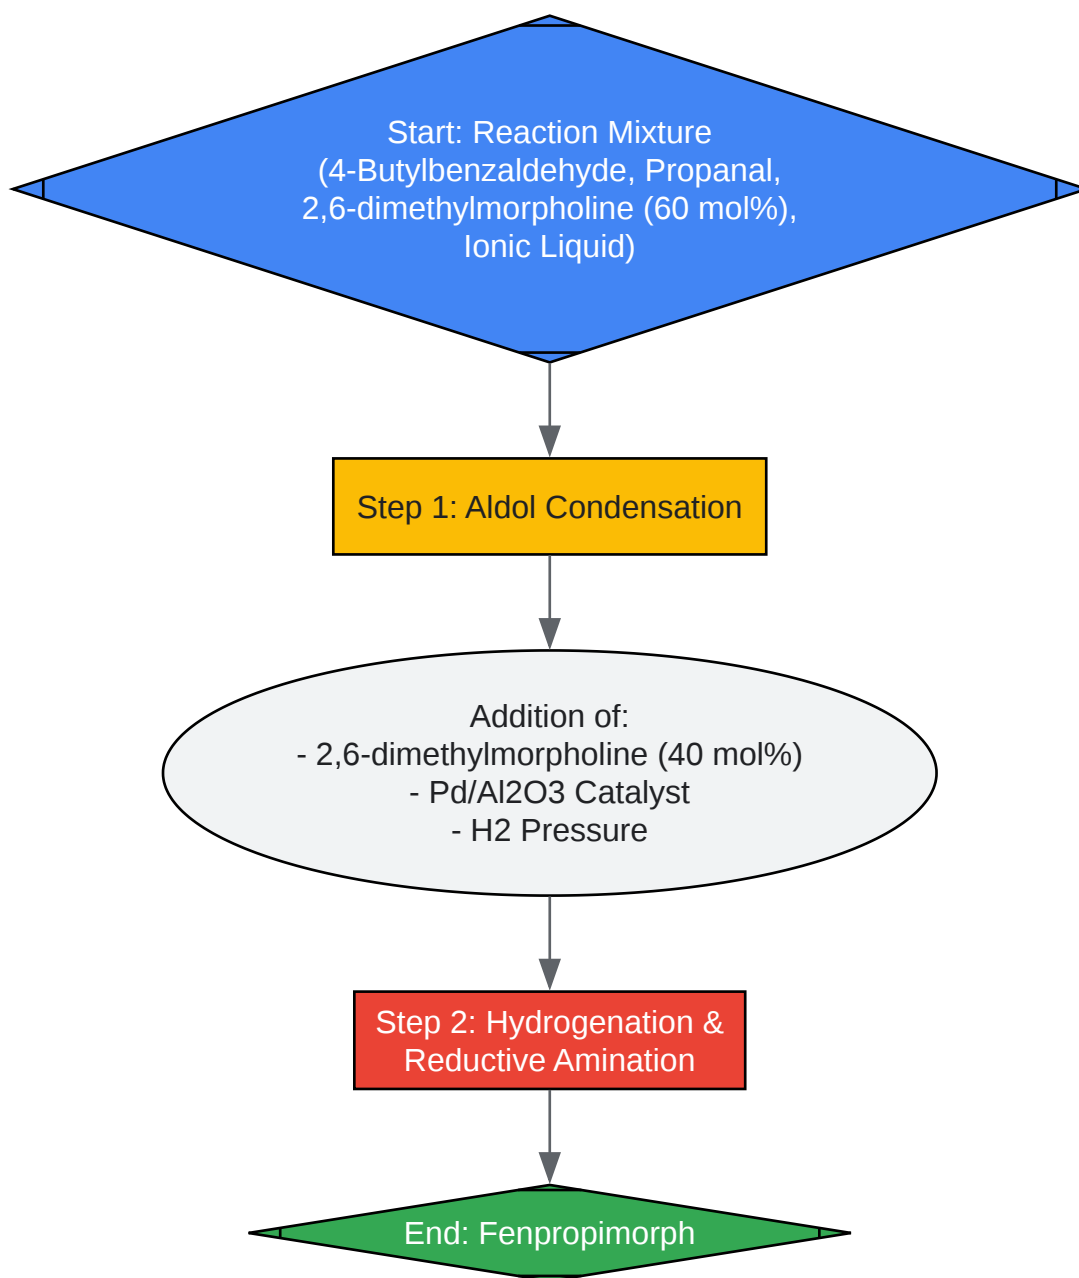 Start: Reaction Mixture
(4-Butylbenzaldehyde, Propanal,
2,6-dimethylmorpholine (60 mol%),
Ionic Liquid)
Step 1: Aldol Condensation
Addition of:
- 2,6-dimethylmorpholine (40 mol%)
- Pd/Al2O3 Catalyst
- H2 Pressure
Step 2: Hydrogenation &
Reductive Amination
End: Fenpropimorph